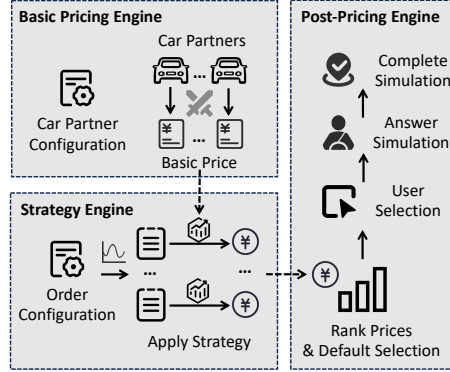 Basic Pricing Engine
Car Partners
...
Car Partner
Configuration
¥ ... ¥
Basic Price
Strategy Engine
¥
... ...
Order
Configuration
¥
Apply Strategy
Post-Pricing Engine
Complete
Simulation
Answer
Simulation
User
Selection
¥
Rank Prices
& Default Selection